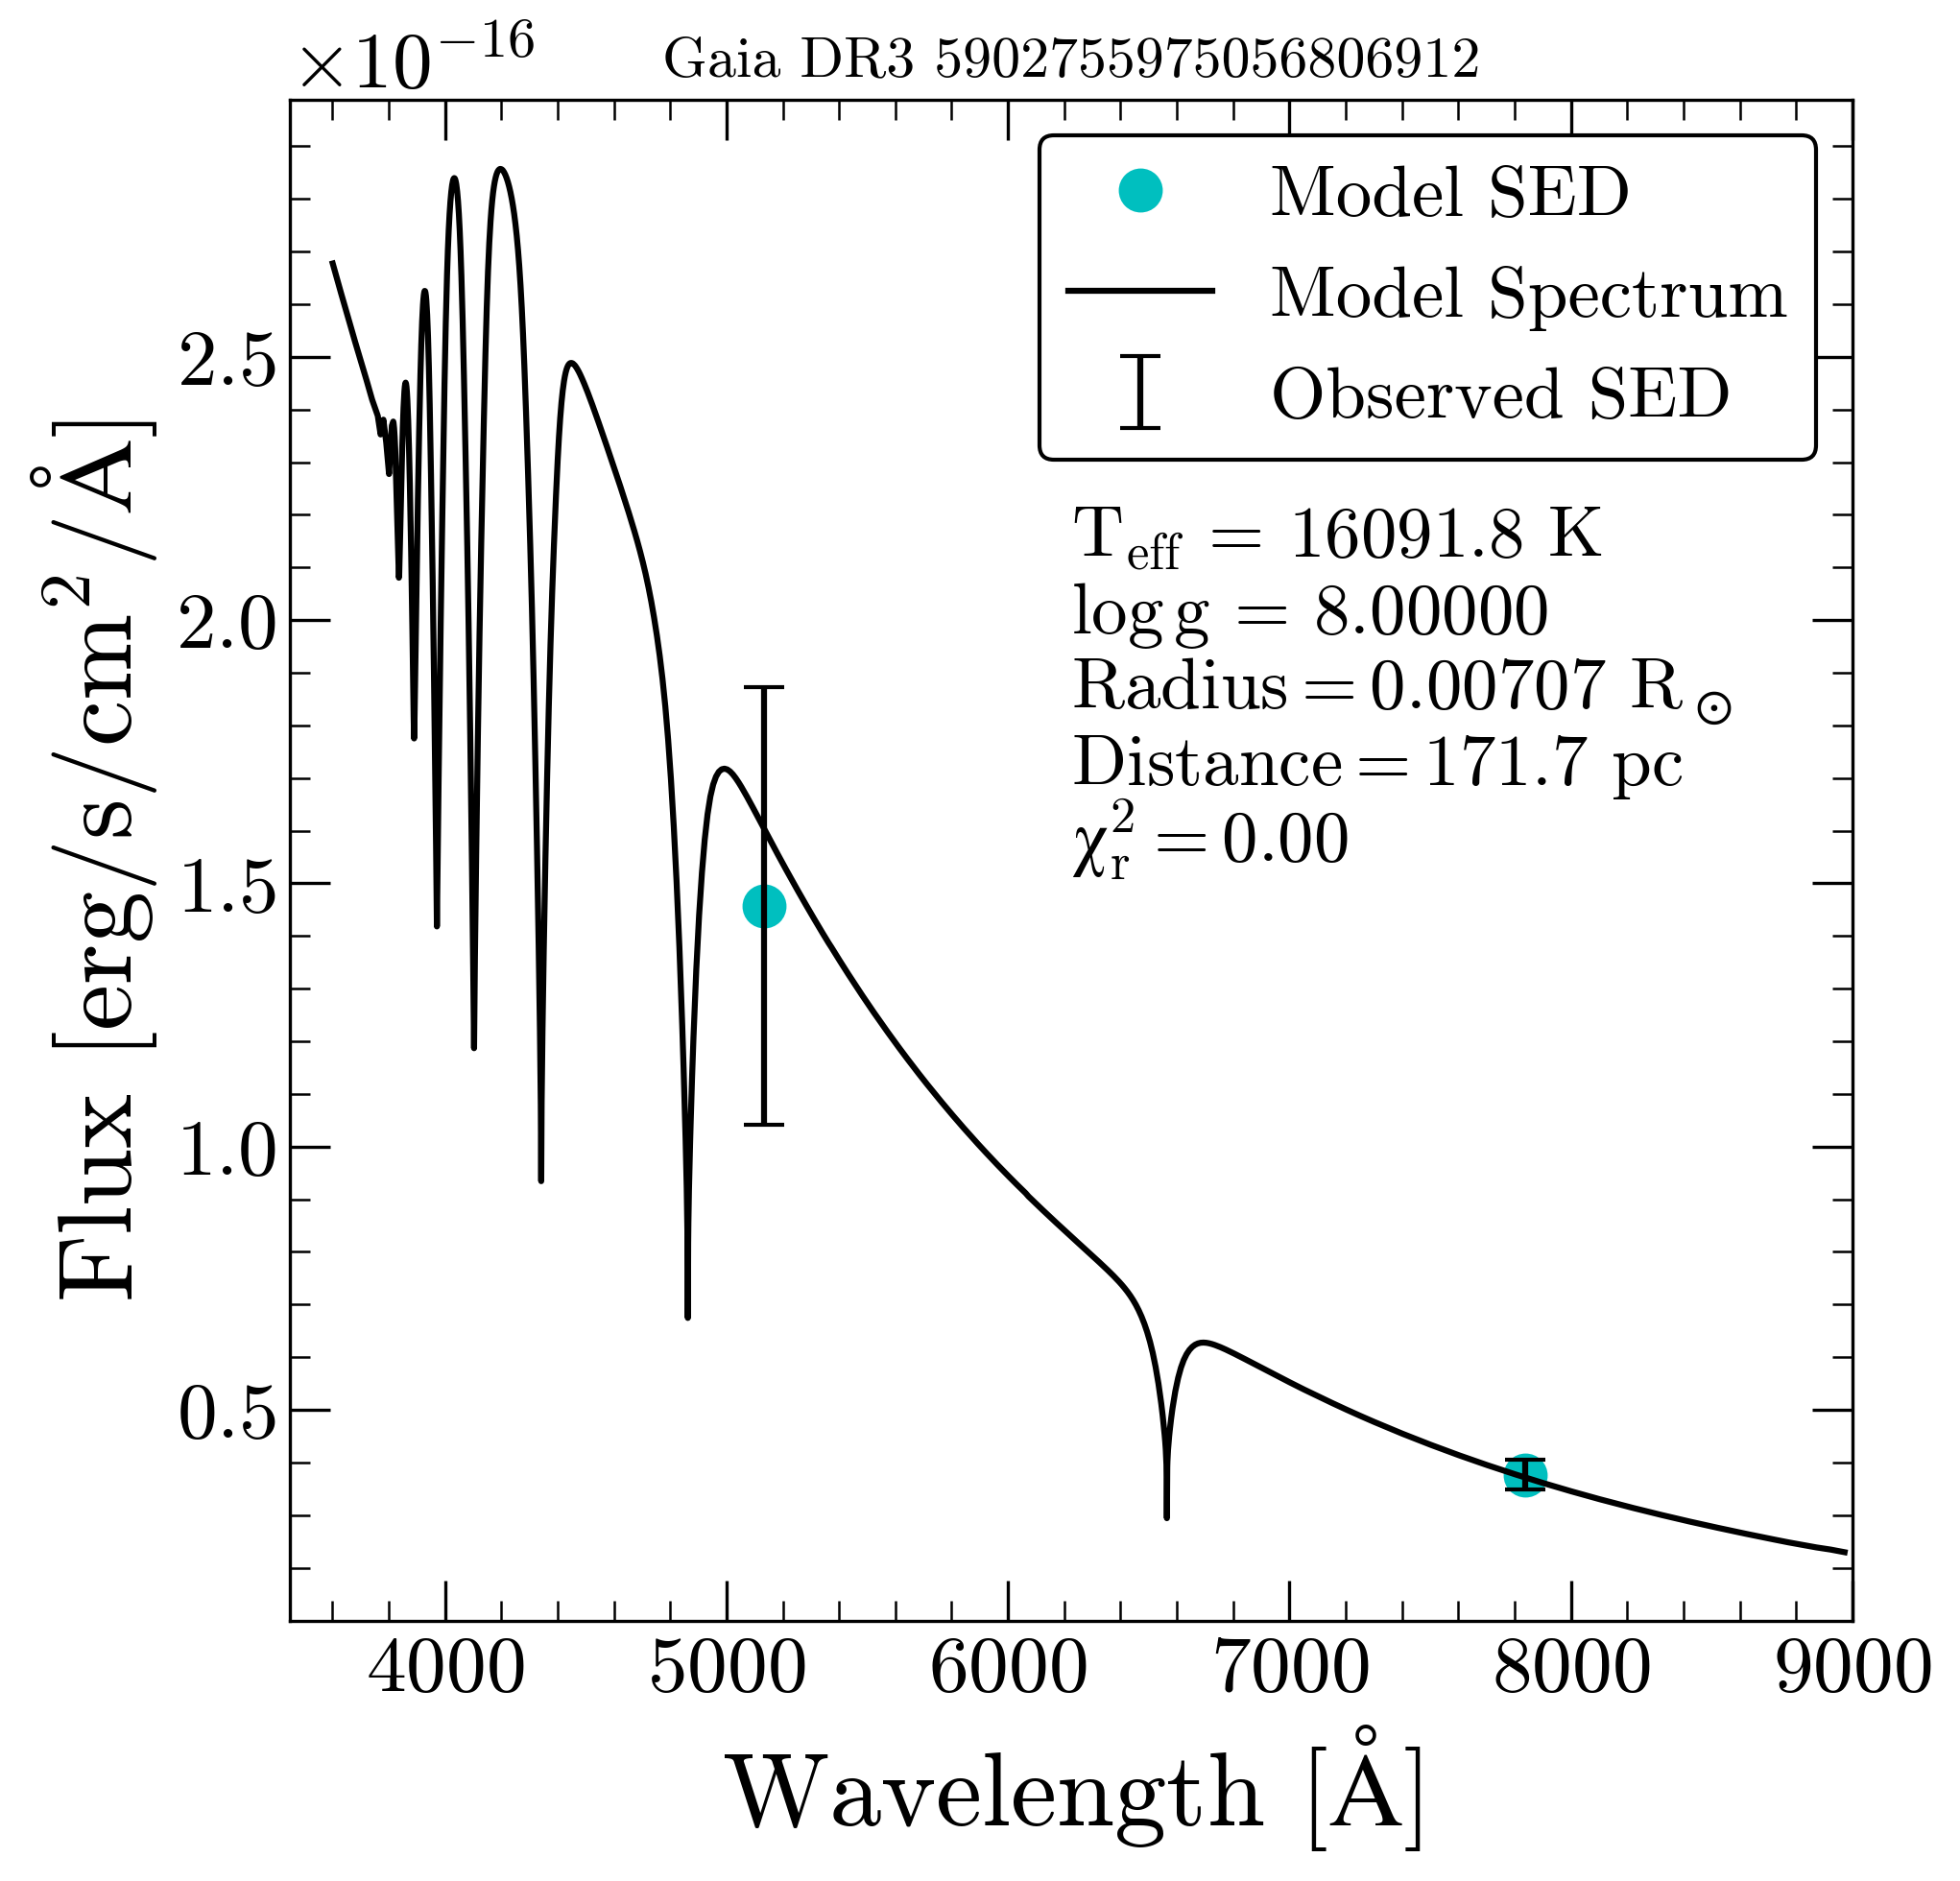 ×10⁻¹⁶
Gaia DR3 5902755975056806912
Model SED
Model Spectrum
Observed SED
T_eff = 16091.8 K
log g = 8.00000
Radius = 0.00707 R_⊙
Distance = 171.7 pc
χ²_r = 0.00
Flux [erg/s/cm²/Å]
2.5
2.0
1.5
1.0
0.5
4000 5000 6000 7000 8000 9000
Wavelength [Å]